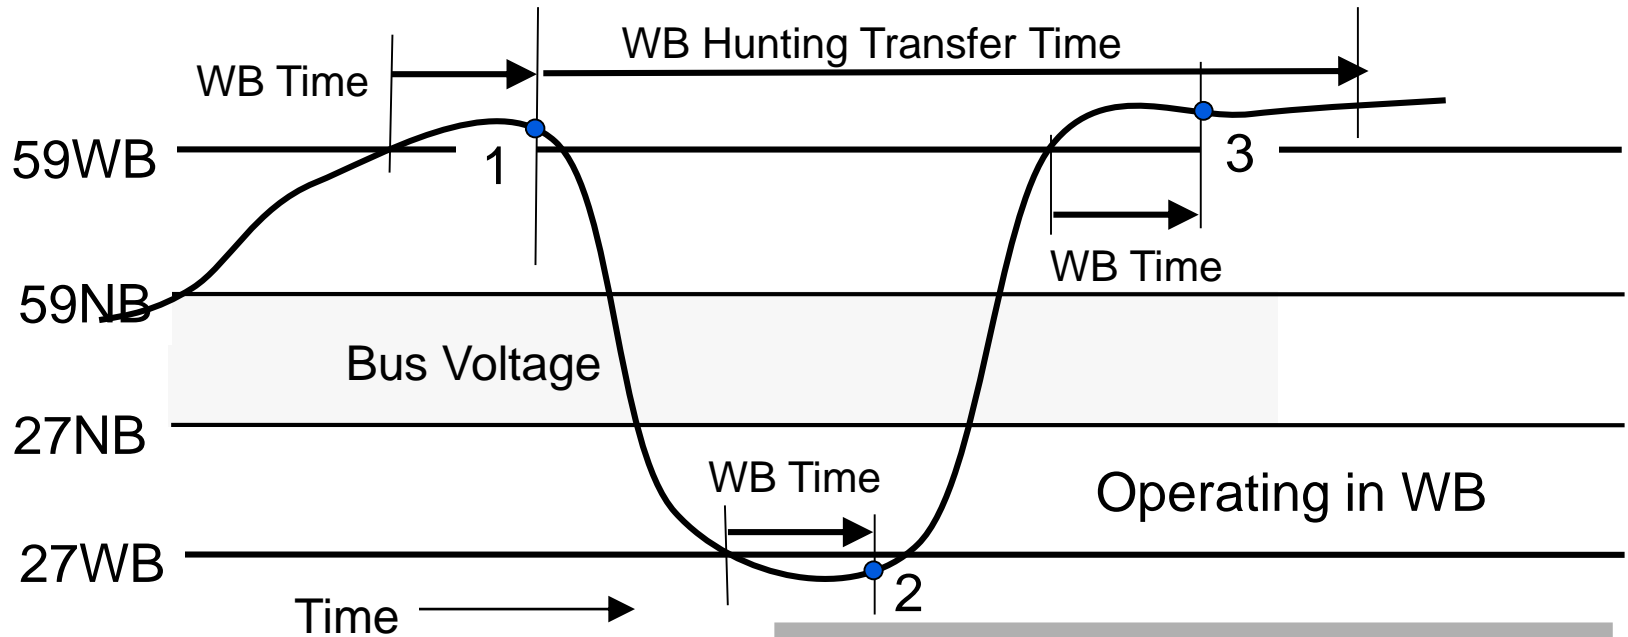 WB Hunting Transfer Time
WB Time
59WB
1
3
WB Time
59NB
Bus Voltage
27NB
WB Time
Operating in WB
27WB
2
Time